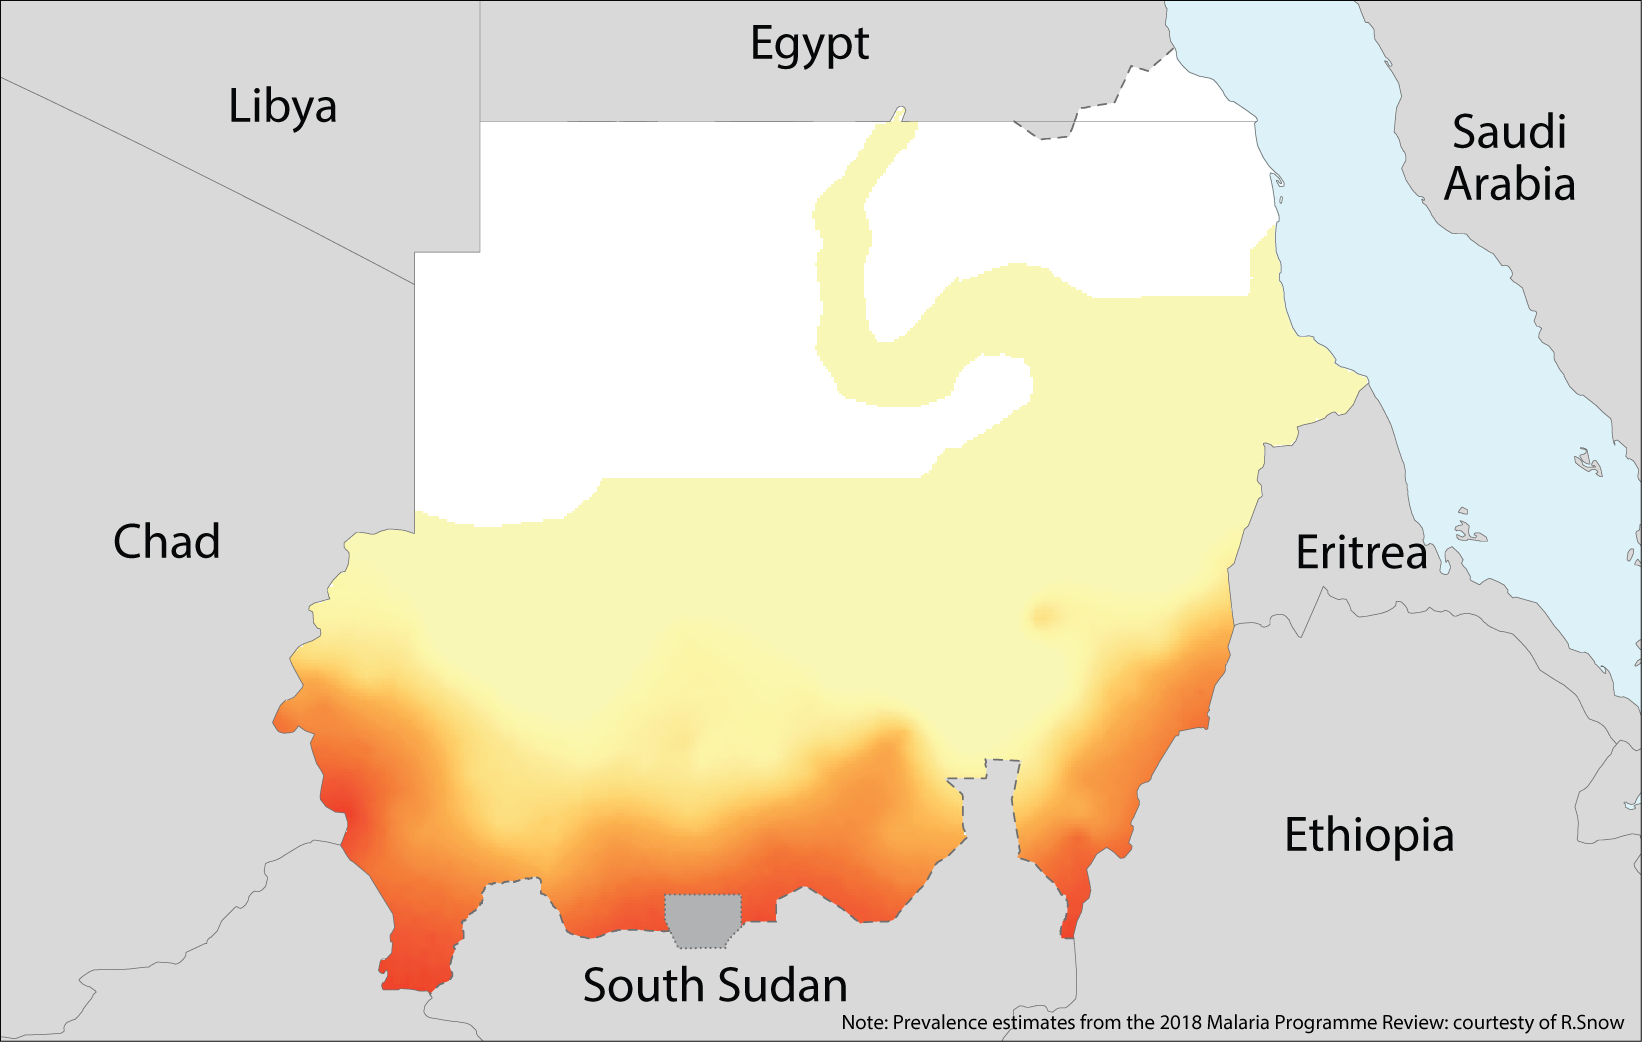 Egypt
Libya
Saudi
Arabia
Chad
Eritrea
Ethiopia
South Sudan
Note: Prevalence estimates from the 2018 Malaria Programme Review: courtesty of R.Snow